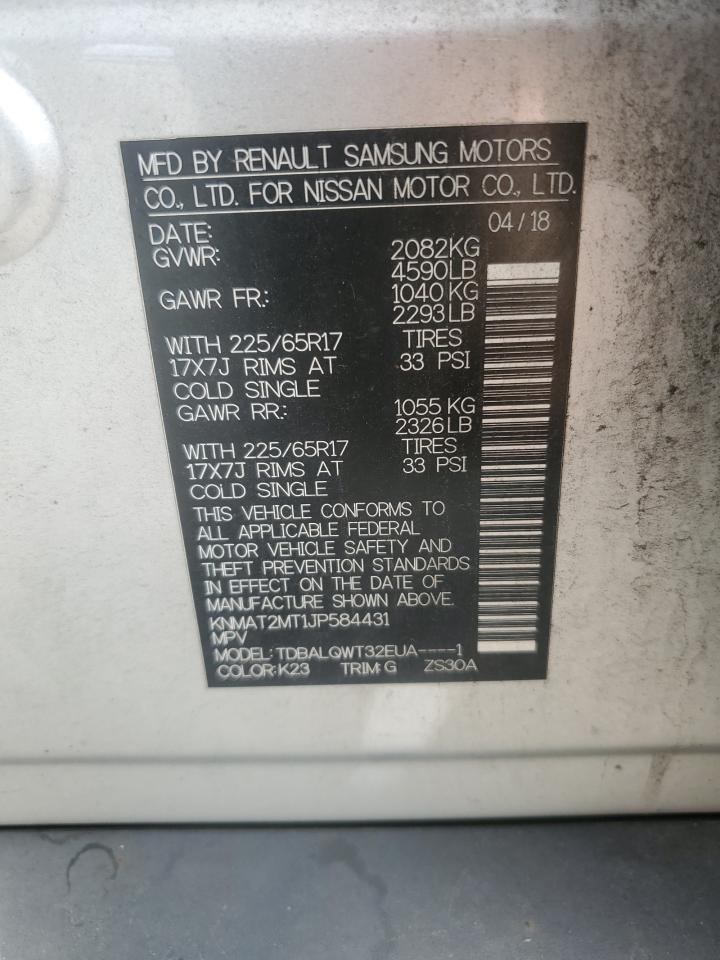 MFD BY RENAULT SAMSUNG MOTORS
CO., LTD. FOR NISSAN MOTOR CO., LTD.
DATE: 04/18
GVWR: 2082KG
4590LB
GAWR FR.: 1040 KG
2293LB
WITH 225/65R17 TIRES
17X7J RIMS AT 33 PSI
COLD SINGLE
GAWR RR.: 1055 KG
2326LB
WITH 225/65R17 TIRES
17X7J RIMS AT 33 PSI
COLD SINGLE
THIS VEHICLE CONFORMS TO
ALL APPLICABLE FEDERAL
MOTOR VEHICLE SAFETY AND
THEFT PREVENTION STANDARDS
IN EFFECT ON THE DATE OF
MANUFACTURE SHOWN ABOVE.
KNMAT2MT1JP584431
MPV
MODEL: TDBALQWT32EUA----1
COLOR: K23 TRIM: G ZS30A